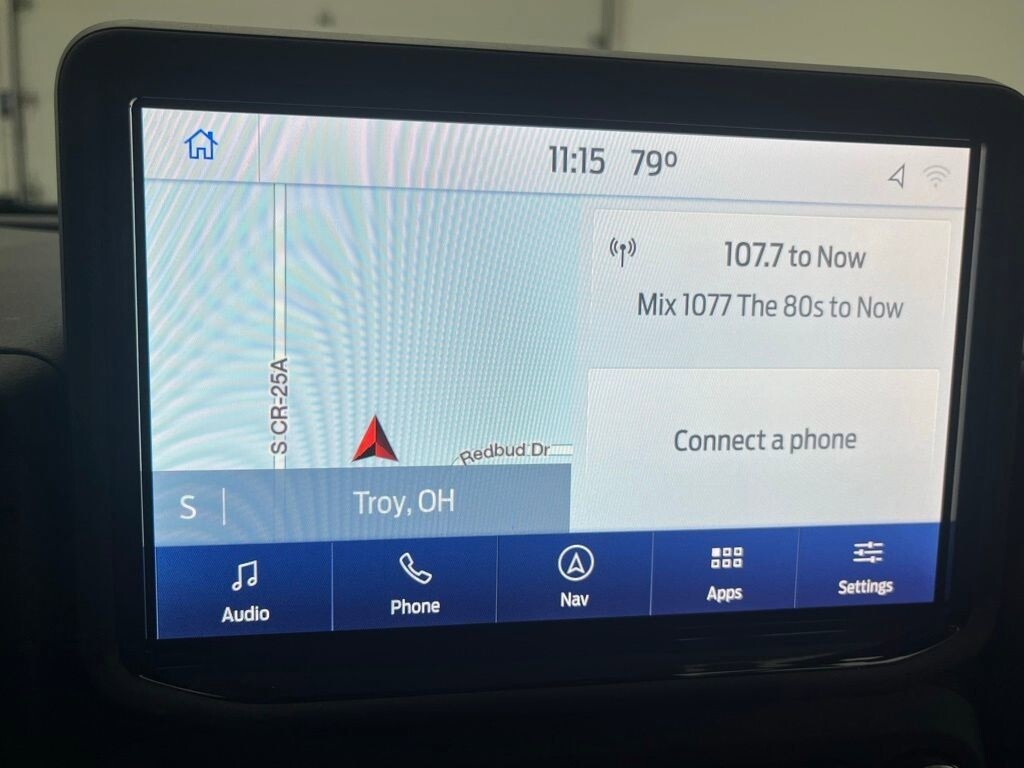 11:15 79º
107.7 to Now
Mix 1077 The 80s to Now
S CR-25A
Connect a phone
Redbud Dr
S
Troy, OH
Audio
Phone
Nav
Apps
Settings